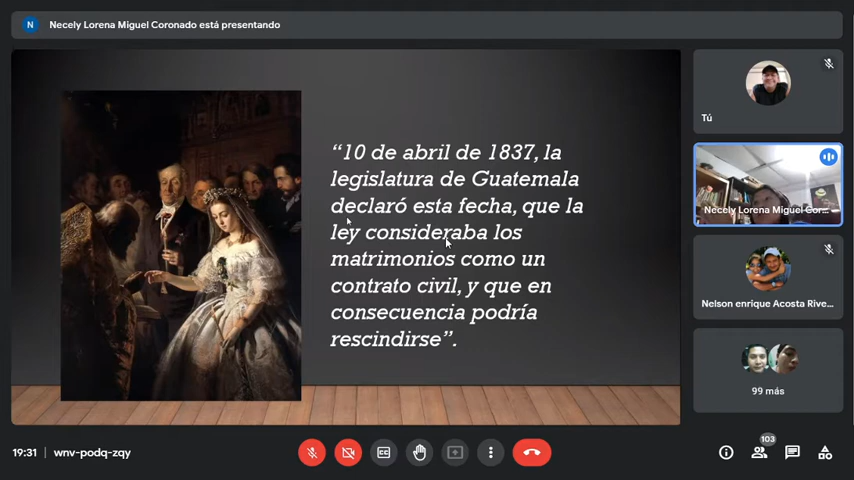 N Necely Lorena Miguel Coronado está presentando
“10 de abril de 1837, la
legislatura de Guatemala
declaró esta fecha, que la
ley consideraba los
matrimonios como un
contrato civil, y que en
consecuencia podría
rescindirse”.
Tú
Necely Lorena Miguel Cor...
Nelson enrique Acosta Rive...
99 más
19:31 wnv-podq-zqy
103